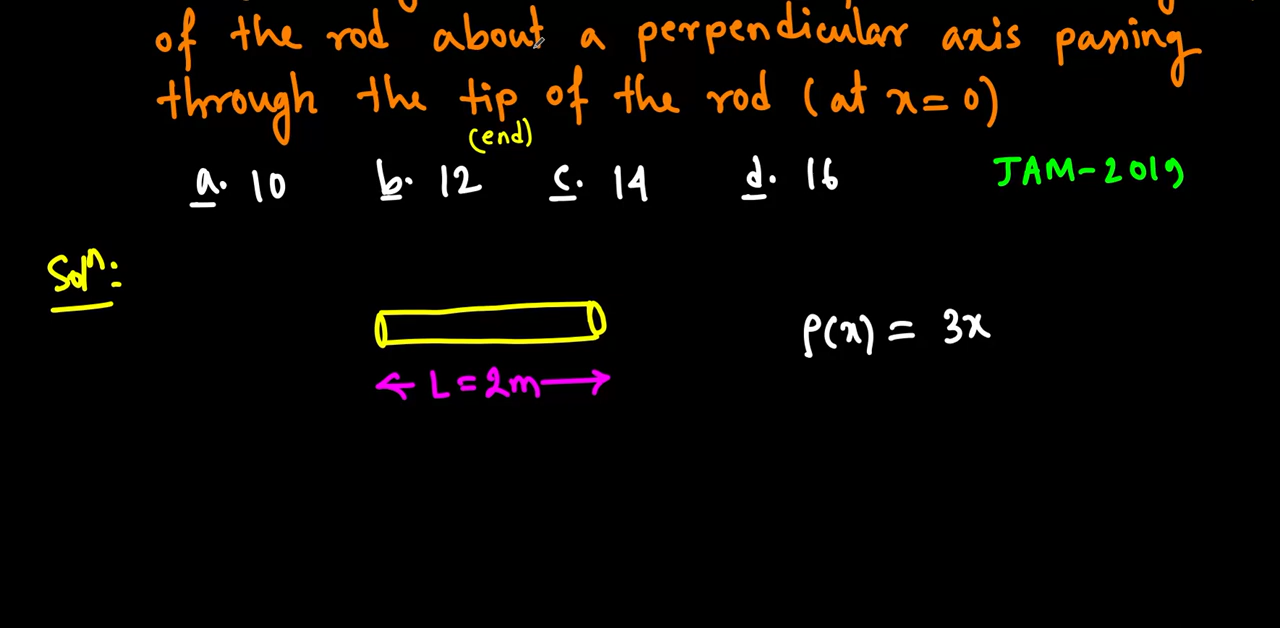 of the rod about a perpendicular axis passing
through the tip of the rod (at x=0)
(end)
a. 10 b. 12 c. 14 d. 16 JAM-2019
Solⁿ:
ρ(x) = 3x
L = 2m